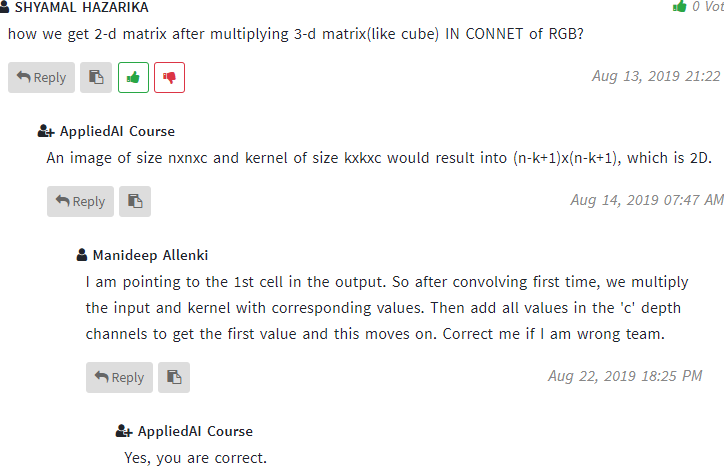 SHYAMAL HAZARIKA 0 Vot
how we get 2-d matrix after multiplying 3-d matrix(like cube) IN CONNET of RGB?
Reply Aug 13, 2019 21:22
AppliedAI Course
An image of size nxnxc and kernel of size kxkxc would result into (n-k+1)x(n-k+1), which is 2D.
Reply Aug 14, 2019 07:47 AM
Manideep Allenki
I am pointing to the 1st cell in the output. So after convolving first time, we multiply
the input and kernel with corresponding values. Then add all values in the 'c' depth
channels to get the first value and this moves on. Correct me if I am wrong team.
Reply Aug 22, 2019 18:25 PM
AppliedAI Course
Yes, you are correct.